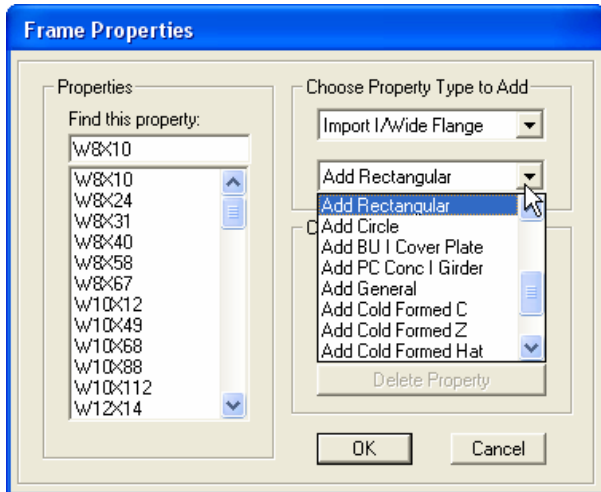 Frame Properties
Properties
Find this property:
W8X10
W8X10
W8X24
W8X31
W8X40
W8X58
W8X67
W10X12
W10X49
W10X68
W10X88
W10X112
W12X14
Choose Property Type to Add
Import I/Wide Flange
Add Rectangular
Add Rectangular
Add Circle
Add BU I Cover Plate
Add PC Conc I Girder
Add General
Add Cold Formed C
Add Cold Formed Z
Add Cold Formed Hat
Delete Property
OK
Cancel